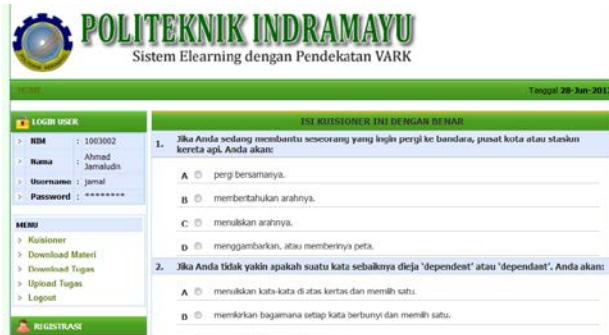 POLITEKNIK INDRAMAYU
Sistem Elearning dengan Pendekatan VARK
HOME
Tanggal 28-Jun-201
LOGIN USER
> NIM : 1003002
> Nama : Ahmad Jamaludin
> Username : jamal
> Password : ********
MENU
> Kuisioner
> Download Materi
> Download Tugas
> Upload Tugas
> Logout
REGISTRASI
ISI KUISIONER INI DENGAN BENAR
1. Jika Anda sedang membantu seseorang yang ingin pergi ke bandara, pusat kota atau stasiun
kereta api. Anda akan:
A pergi bersamanya.
B memberitahukan arahnya.
C menuliskan arahnya.
D menggambarkan, atau memberinya peta.
2. Jika Anda tidak yakin apakah suatu kata sebaiknya dieja 'dependent' atau 'dependant'. Anda akan:
A menuliskan kata-kata di atas kertas dan memilih satu.
B memikirkan bagaimana setiap kata berbunyi dan memilih satu.